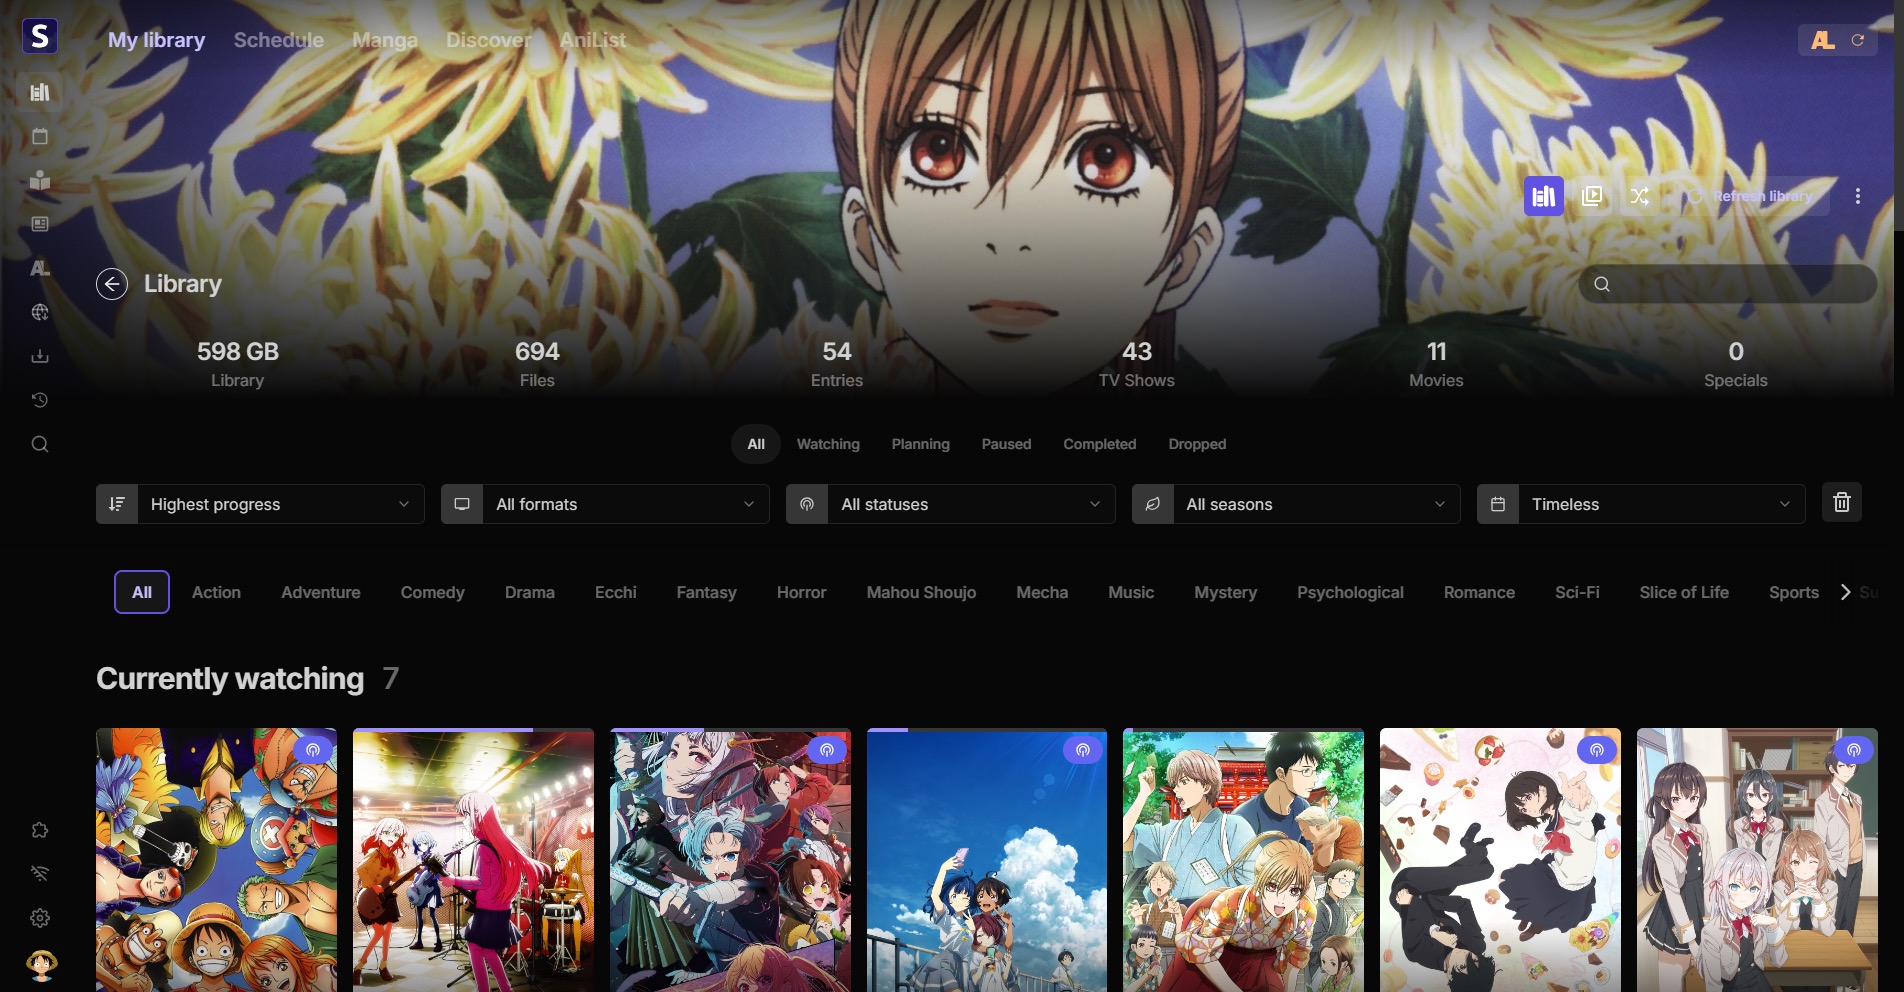 S
My library Schedule Manga Discover AniList
AL
AL
Refresh library
Library
598 GB 694 54 43 11 0
Library Files Entries TV Shows Movies Specials
All Watching Planning Paused Completed Dropped
Highest progress All formats All statuses All seasons Timeless
All Action Adventure Comedy Drama Ecchi Fantasy Horror Mahou Shoujo Mecha Music Mystery Psychological Romance Sci-Fi Slice of Life Sports
Currently watching 7